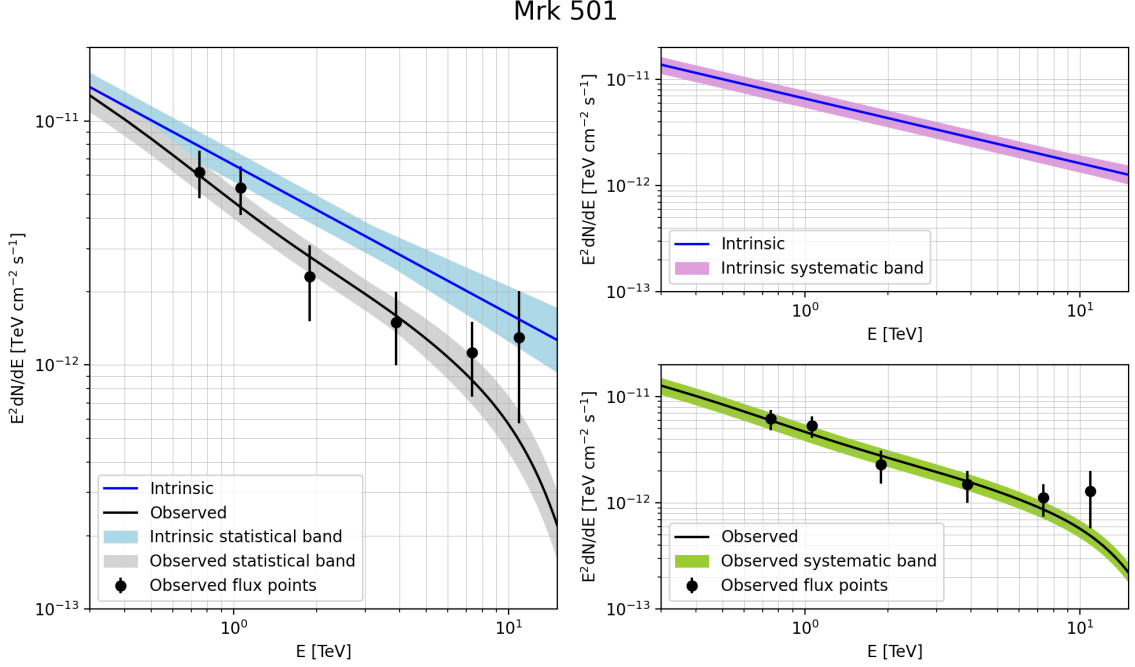 Mrk 501
E²dN/dE [TeV cm⁻² s⁻¹]
10⁻¹¹
10⁻¹²
10⁻¹³
Intrinsic
Observed
Intrinsic statistical band
Observed statistical band
Observed flux points
10⁰
10¹
E [TeV]
E²dN/dE [TeV cm⁻² s⁻¹]
10⁻¹¹
10⁻¹²
10⁻¹³
Intrinsic
Intrinsic systematic band
10⁰
10¹
E [TeV]
E²dN/dE [TeV cm⁻² s⁻¹]
10⁻¹¹
10⁻¹²
10⁻¹³
Observed
Observed systematic band
Observed flux points
10⁰
10¹
E [TeV]